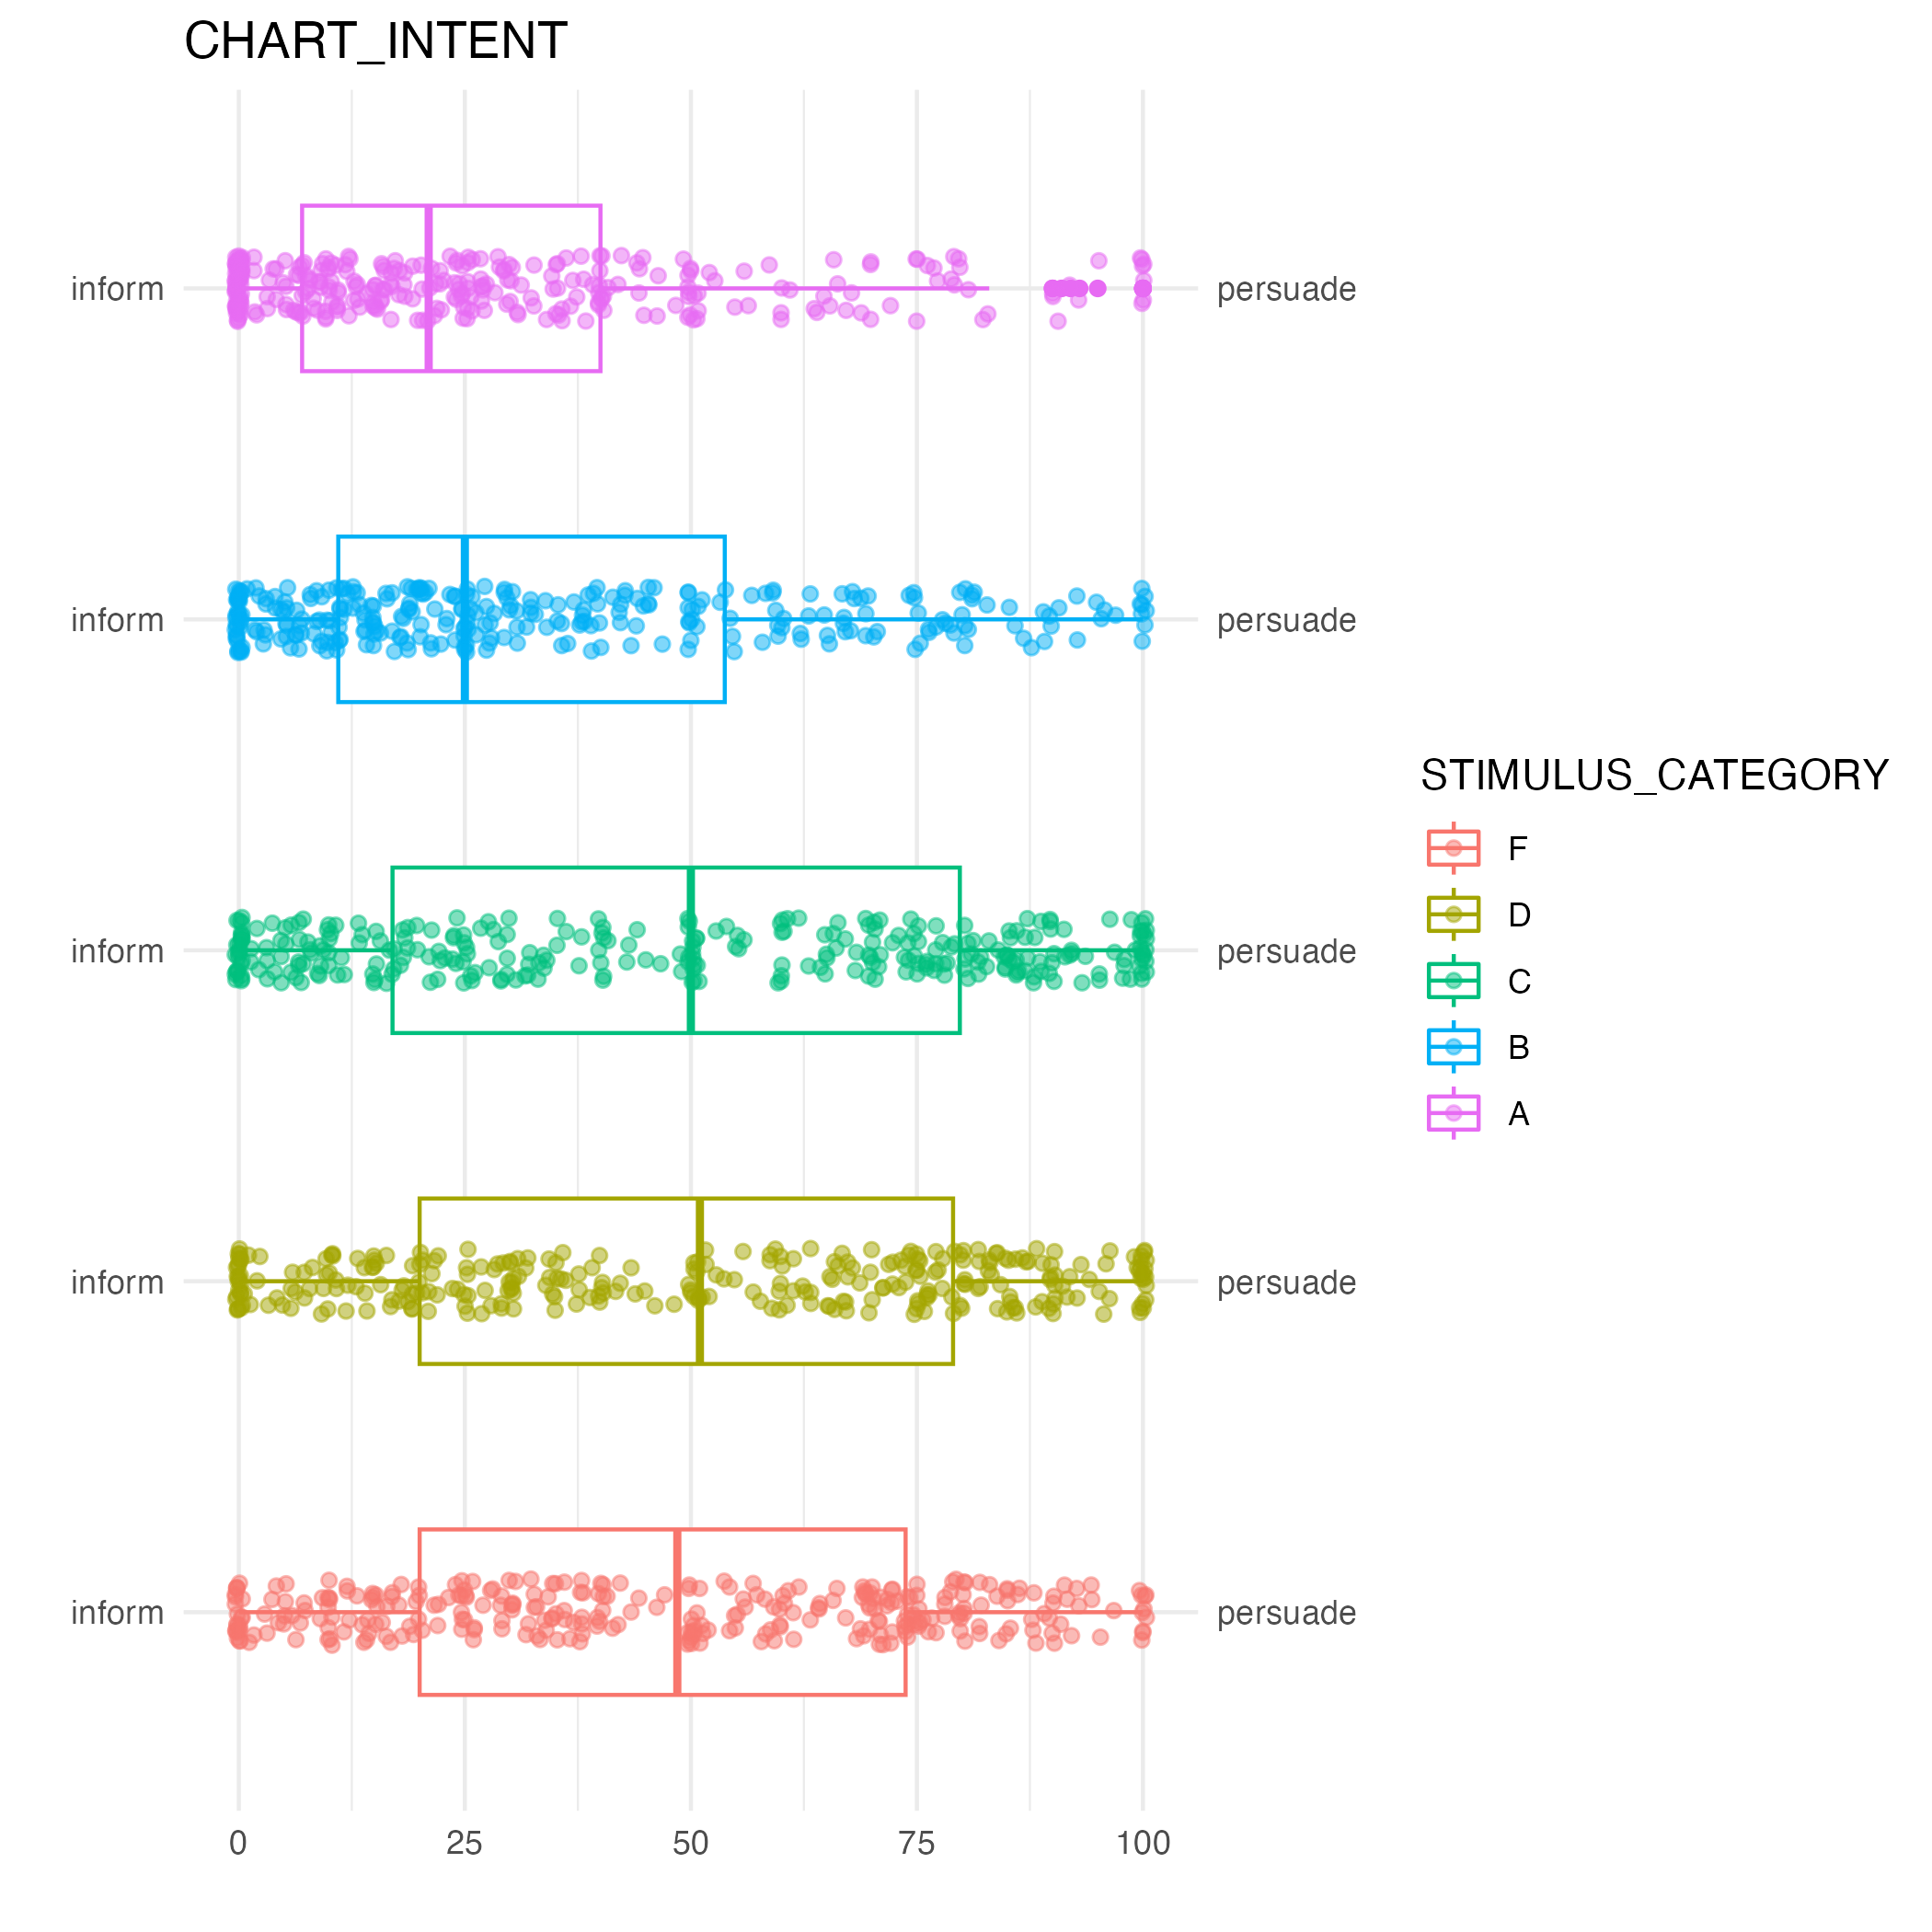 CHART_INTENT
inform persuade
inform persuade
inform persuade
inform persuade
inform persuade
0 25 50 75 100
STIMULUS_CATEGORY
F
D
C
B
A